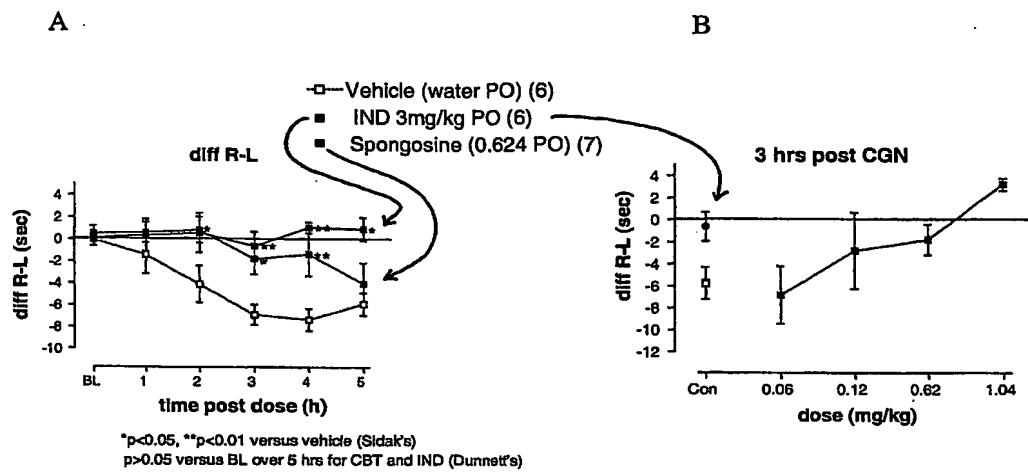 A
B
Vehicle (water PO) (6)
IND 3mg/kg PO (6)
Spongosine (0.624 PO) (7)
diff R-L
diff R-L (sec)
4
2
0
-2
-4
-6
-8
-10
BL 1 2 3 4 5
time post dose (h)
* ** * ** ** *
*p<0.05, **p<0.01 versus vehicle (Sidak's)
p>0.05 versus BL over 5 hrs for CBT and IND (Dunnett's)
3 hrs post CGN
diff R-L (sec)
4
2
0
-2
-4
-6
-8
-10
-12
Con 0.06 0.12 0.62 1.04
dose (mg/kg)